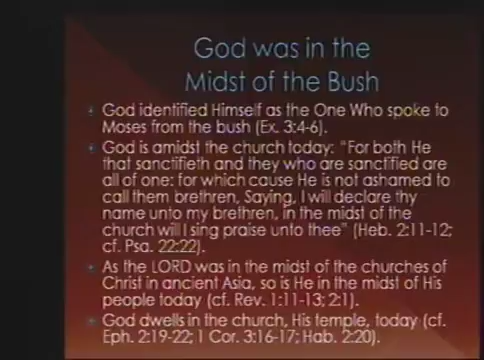 God was in the
Midst of the Bush
God identified Himself as the One Who spoke to
Moses from the bush (Ex. 3:4-6).
God is amidst the church today: "For both He
that sanctifieth and they who are sanctified are
all of one: for which cause He is not ashamed to
call them brethren, Saying, I will declare thy
name unto my brethren, in the midst of the
church will I sing praise unto thee" (Heb. 2:11-12;
cf. Psa. 22:22).
As the LORD was in the midst of the churches of
Christ in ancient Asia, so is He in the midst of His
people today (cf. Rev. 1:11-13; 2:1).
God dwells in the church, His temple, today (cf.
Eph. 2:19-22; 1 Cor. 3:16-17; Hab. 2:20).